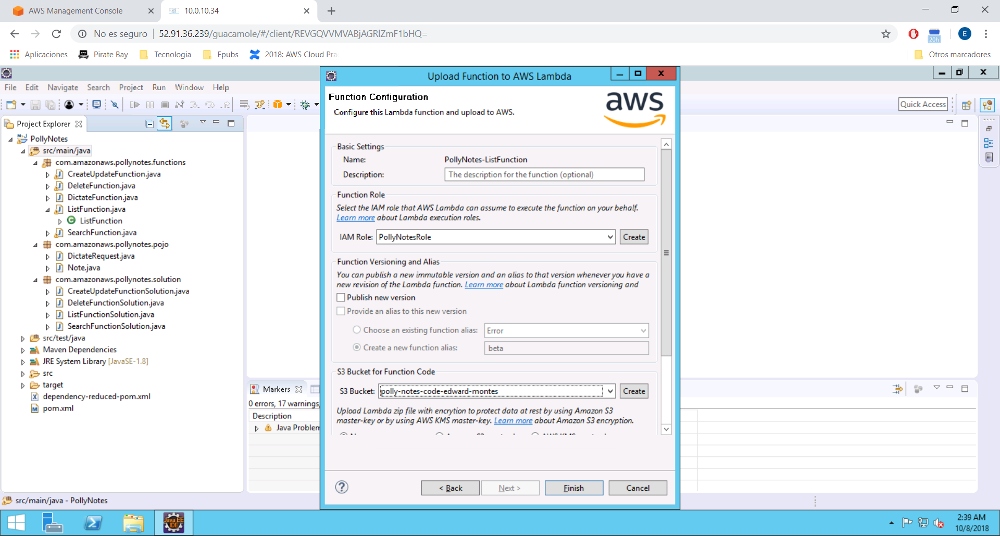 AWS Management Console
10.0.10.34
No es seguro
52.91.36.239/guacamole/#/client/REVGQVVMVABjAGRlZmF1bHQ=
20h
E
Aplicaciones
Pirate Bay
Tecnologia
Epubs
2018: AWS Cloud Pra
Otros marcadores
Upload Function to AWS Lambda
File Edit Navigate Search Project Run Window Help
Quick Access
Function Configuration
Configure this Lambda function and upload to AWS.
aws
Project Explorer
PollyNotes
src/main/java
com.amazonaws.pollynotes.functions
CreateUpdateFunction.java
DeleteFunction.java
DictateFunction.java
ListFunction.java
ListFunction
SearchFunction.java
com.amazonaws.pollynotes.pojo
DictateRequest.java
Note.java
com.amazonaws.pollynotes.solution
CreateUpdateFunctionSolution.java
DeleteFunctionSolution.java
ListFunctionSolution.java
SearchFunctionSolution.java
src/test/java
Maven Dependencies
JRE System Library [JavaSE-1.8]
src
target
dependency-reduced-pom.xml
pom.xml
Basic Settings
Name: PollyNotes-ListFunction
Description: The description for the function (optional)
Function Role
Select the IAM role that AWS Lambda can assume to execute the function on your behalf.
Learn more about Lambda execution roles.
IAM Role: PollyNotesRole Create
Function Versioning and Alias
You can publish a new immutable version and an alias to that version whenever you have a
new revision of the Lambda function. Learn more about Lambda function versioning and
Publish new version
Provide an alias to this new version
Choose an existing function alias: Error
Create a new function alias: beta
S3 Bucket for Function Code
S3 Bucket: polly-notes-code-edward-montes Create
Upload Lambda zip file with encrytion to protect data at rest by using Amazon S3
master-key or by using AWS KMS master-key. Learn more about Amazon S3 encryption.
Markers
0 errors, 17 warnings,
Description
Java Problem
< Back Next > Finish Cancel
src/main/java - PollyNotes
Java EE
IDE
2:39 AM
10/8/2018